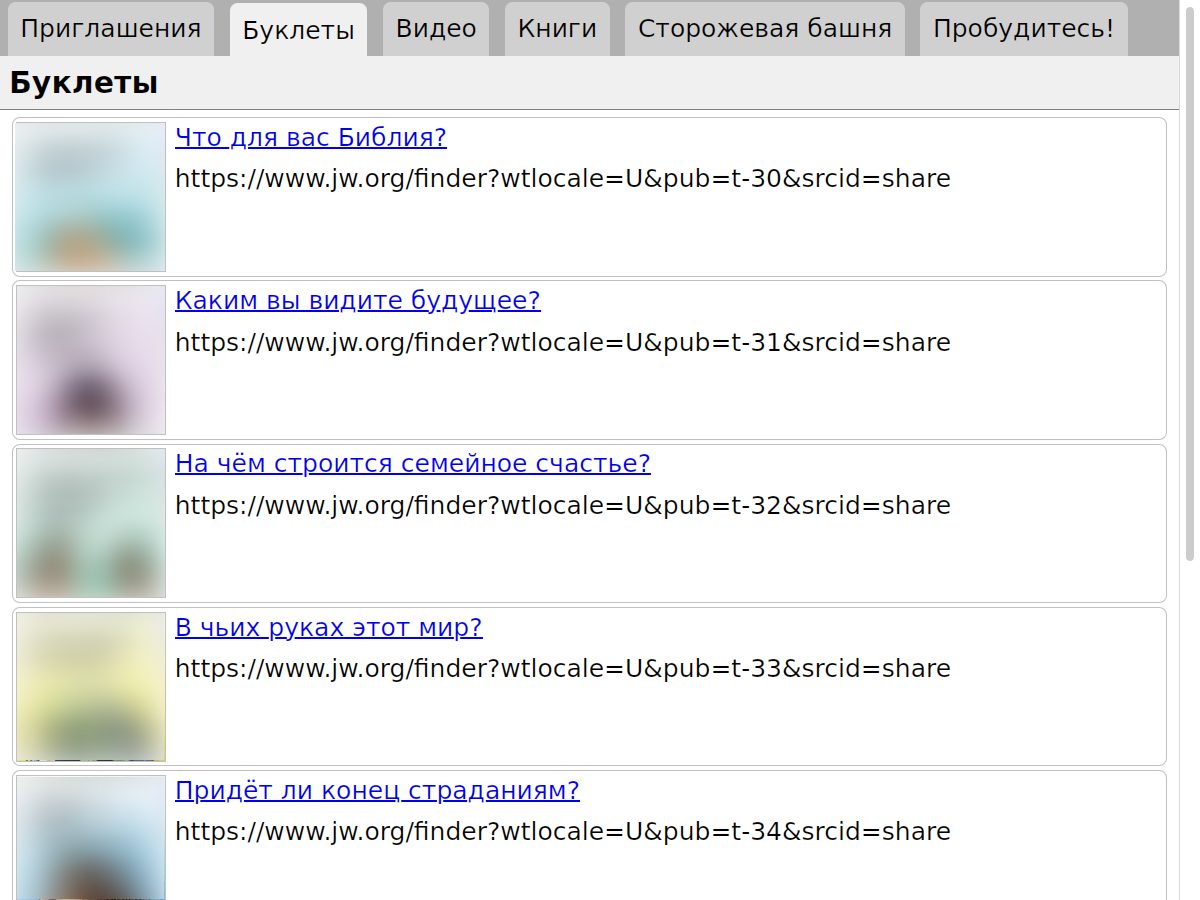 Приглашения
Буклеты
Видео
Книги
Сторожевая башня
Пробудитесь!
Буклеты
Что для вас Библия?
https://www.jw.org/finder?wtlocale=U&pub=t-30&srcid=share
Каким вы видите будущее?
https://www.jw.org/finder?wtlocale=U&pub=t-31&srcid=share
На чём строится семейное счастье?
https://www.jw.org/finder?wtlocale=U&pub=t-32&srcid=share
В чьих руках этот мир?
https://www.jw.org/finder?wtlocale=U&pub=t-33&srcid=share
Придёт ли конец страданиям?
https://www.jw.org/finder?wtlocale=U&pub=t-34&srcid=share